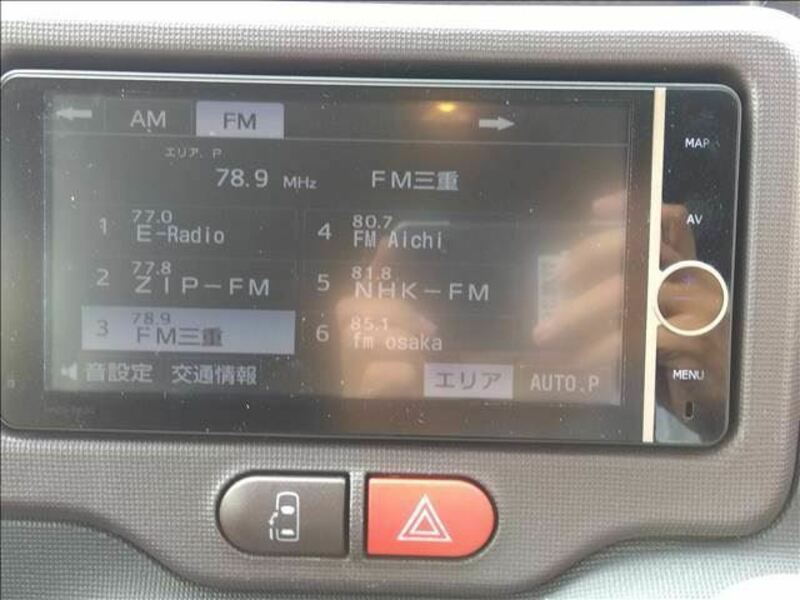 AM FM
エリア. P
78.9 MHz FM三重
MAP
AV
1 77.0 E-Radio
4 80.7 FM Aichi
2 77.8 ZIP-FM
5 81.8 NHK-FM
3 78.9 FM三重
6 85.1 fm osaka
音設定 交通情報 エリア AUTO.P
MENU